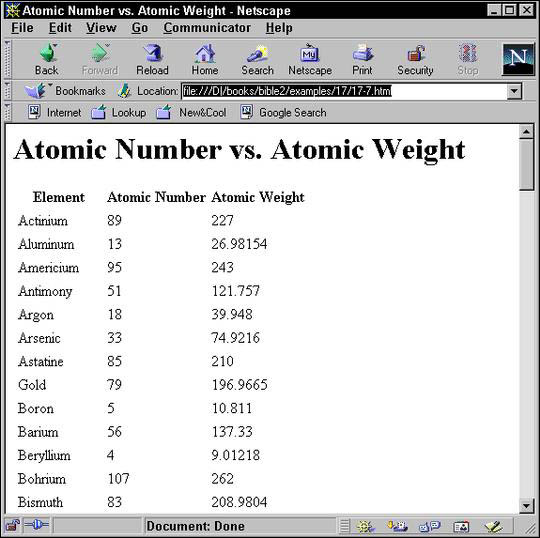 Atomic Number vs. Atomic Weight - Netscape
File Edit View Go Communicator Help
Back Forward Reload Home Search Netscape Print Security Stop
My
N
Bookmarks Location: file:///D|/books/bible2/examples/17/17-7.htm
Internet Lookup New&Cool Google Search
Atomic Number vs. Atomic Weight
Element Atomic Number Atomic Weight
Actinium 89 227
Aluminum 13 26.98154
Americium 95 243
Antimony 51 121.757
Argon 18 39.948
Arsenic 33 74.9216
Astatine 85 210
Gold 79 196.9665
Boron 5 10.811
Barium 56 137.33
Beryllium 4 9.01218
Bohrium 107 262
Bismuth 83 208.9804
Document: Done